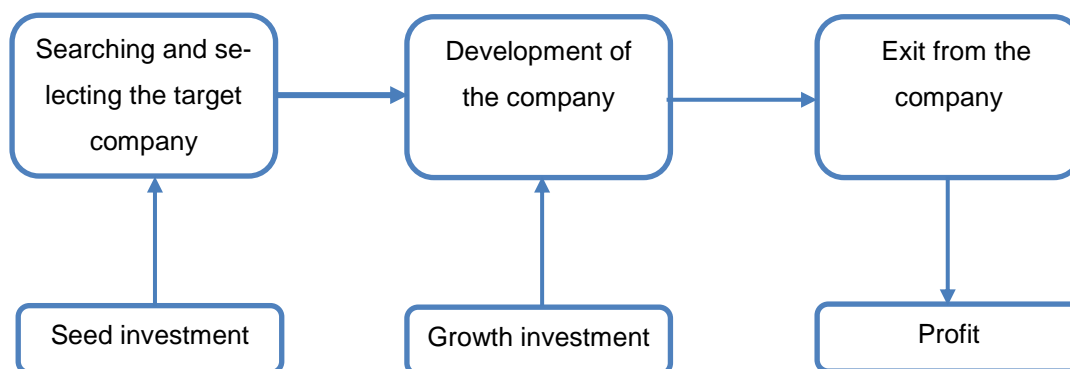 Searching and se-
lecting the target
company
Development of
the company
Exit from the
company
Seed investment
Growth investment
Profit